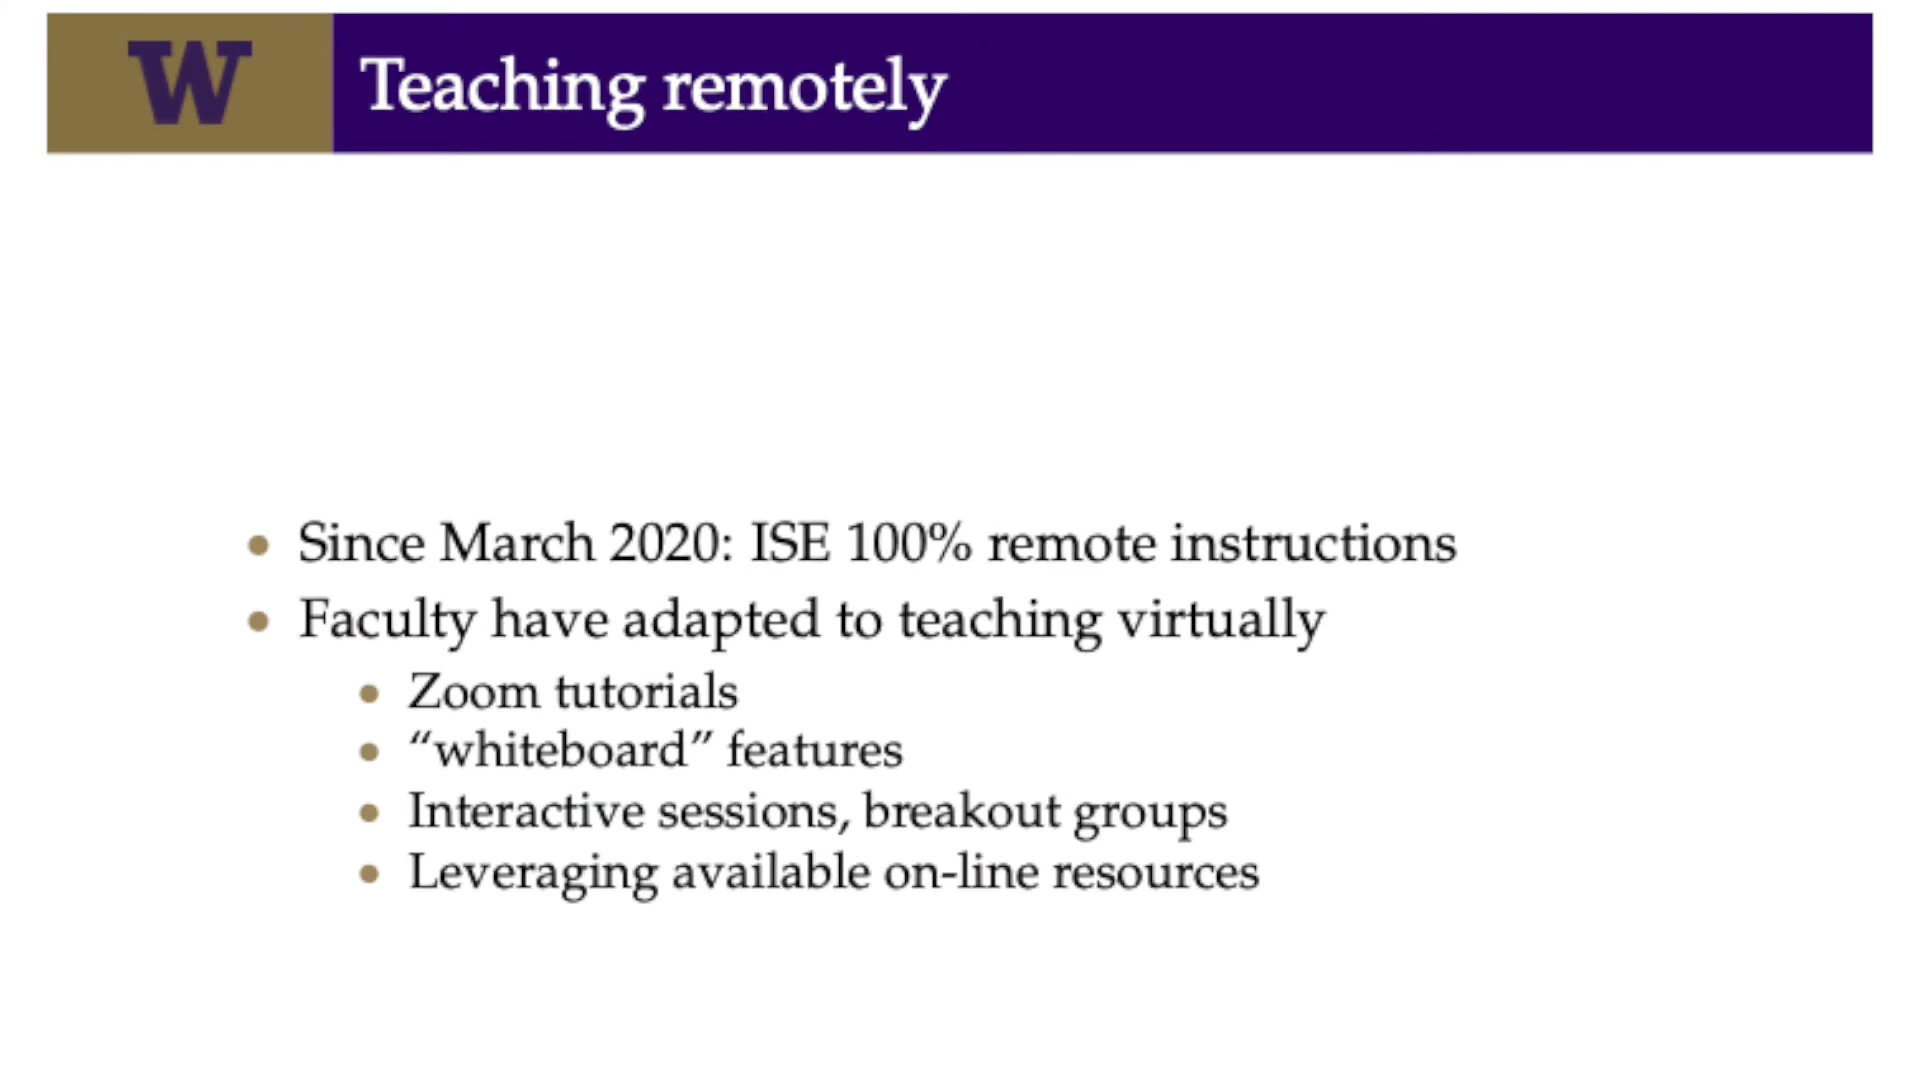 W
Teaching remotely
• Since March 2020: ISE 100% remote instructions
• Faculty have adapted to teaching virtually
• Zoom tutorials
• “whiteboard” features
• Interactive sessions, breakout groups
• Leveraging available on-line resources